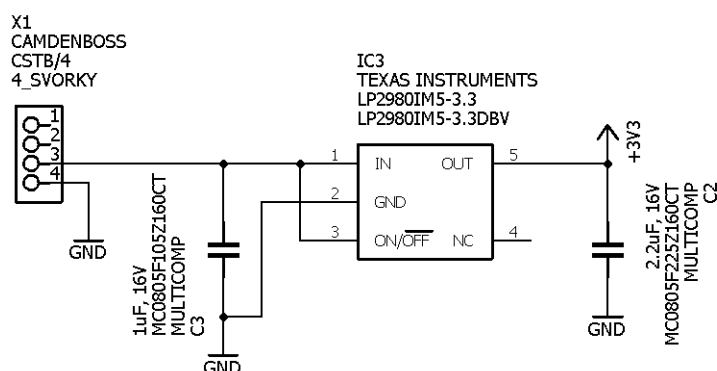 X1
CAMDENBOSS
CSTB/4
4_SVORKY
1
2
3
4
GND
1uF, 16V
MC0805F105Z160CT
MULTICOMP
C3
GND
IC3
TEXAS INSTRUMENTS
LP2980IM5-3.3
LP2980IM5-3.3DBV
1
IN
OUT
5
2
GND
3
ON/OFF
NC
4
+3V3
2.2uF, 16V
MC0805F225Z160CT
MULTICOMP
C2
GND